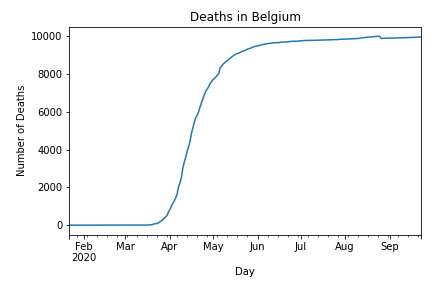 Deaths in Belgium
10000
8000
6000
4000
2000
0
Number of Deaths
Feb Mar Apr May Jun Jul Aug Sep
2020
Day